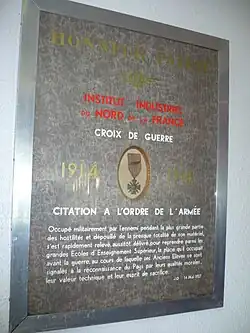 INSTITUT INDUSTRIEL
DU NORD DE LA FRANCE
CROIX DE GUERRE
1914
CITATION A L'ORDRE DE L'ARMÉE
Occupé militairement par l'ennemi pendant la plus grande partie
des hostilités et dépouillé de la presque totalité de son matériel,
s'est rapidement relevé, aussitôt délivré, pour reprendre parmi les
grandes Ecoles d'Enseignement Supérieur, la place qu'il occupait
avant la guerre, au cours de laquelle ses Anciens Elèves se sont
signalés à la reconnaissance du Pays par leurs qualités morales,
leur valeur technique et leur esprit de sacrifice.
J.O - 14 MAI